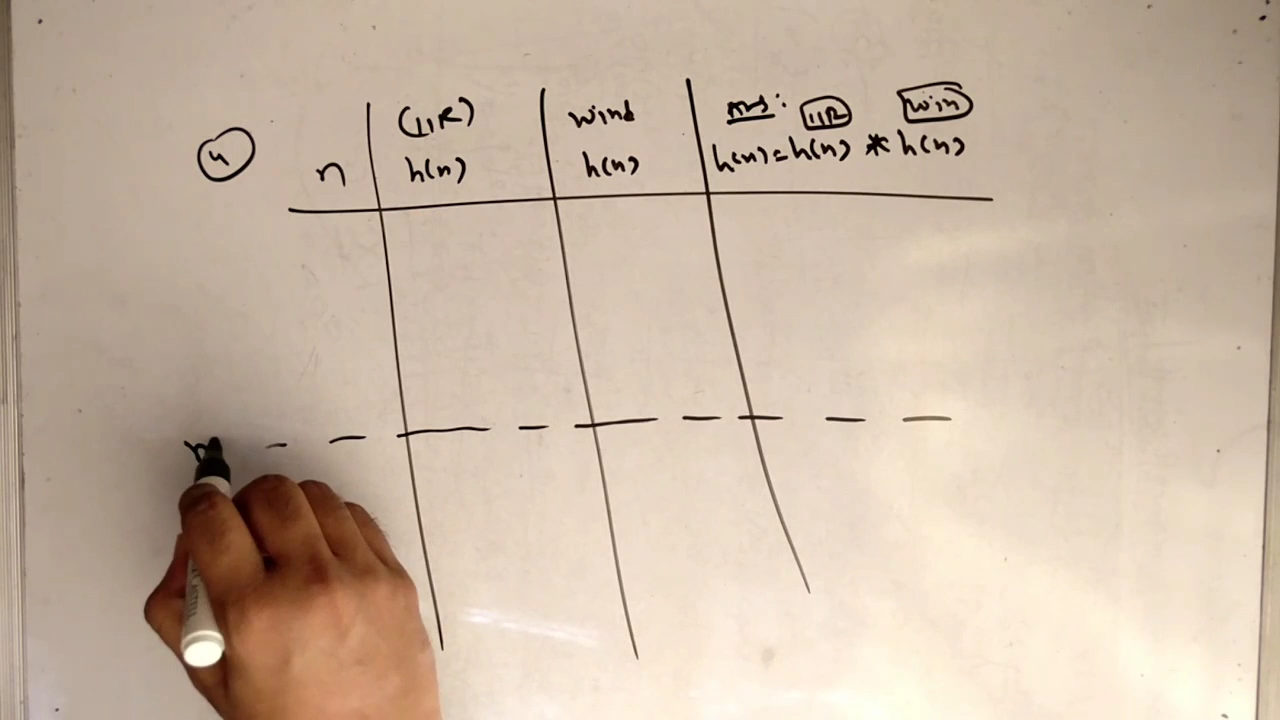 4 (IIR) wind ans: IIR win
n h(n) h(n) h(n) = h(n) * h(n)